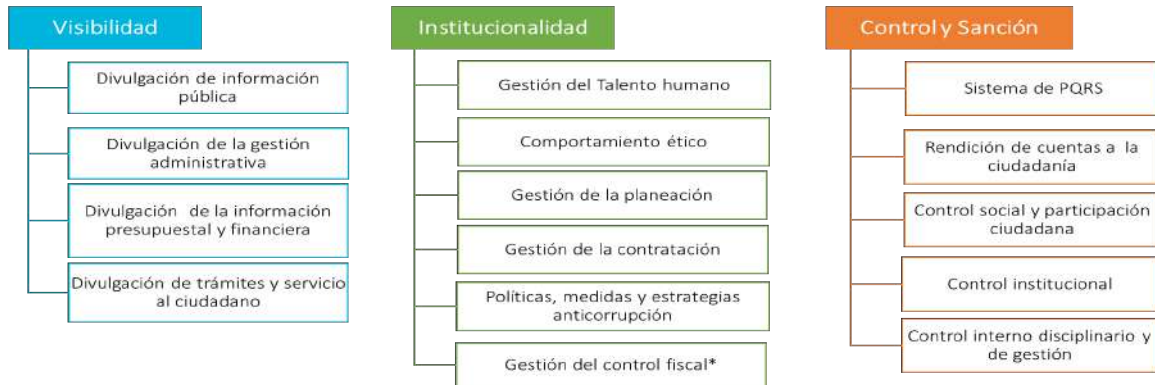 Visibilidad
Divulgación de información
pública
Divulgación de la gestión
administrativa
Divulgación de la información
presupuestal y financiera
Divulgación de trámites y servicio
al ciudadano
Institucionalidad
Gestión del Talento humano
Comportamiento ético
Gestión de la planeación
Gestión de la contratación
Políticas, medidas y estrategias
anticorrupción
Gestión del control fiscal*
Control y Sanción
Sistema de PQRS
Rendición de cuentas a la
ciudadanía
Control social y participación
ciudadana
Control institucional
Control interno disciplinario y
de gestión